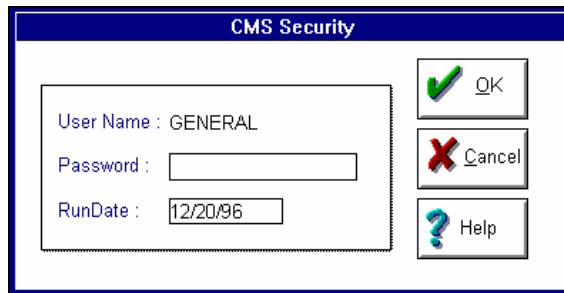 CMS Security
User Name : GENERAL
Password :
RunDate : 12/20/96
OK
Cancel
Help